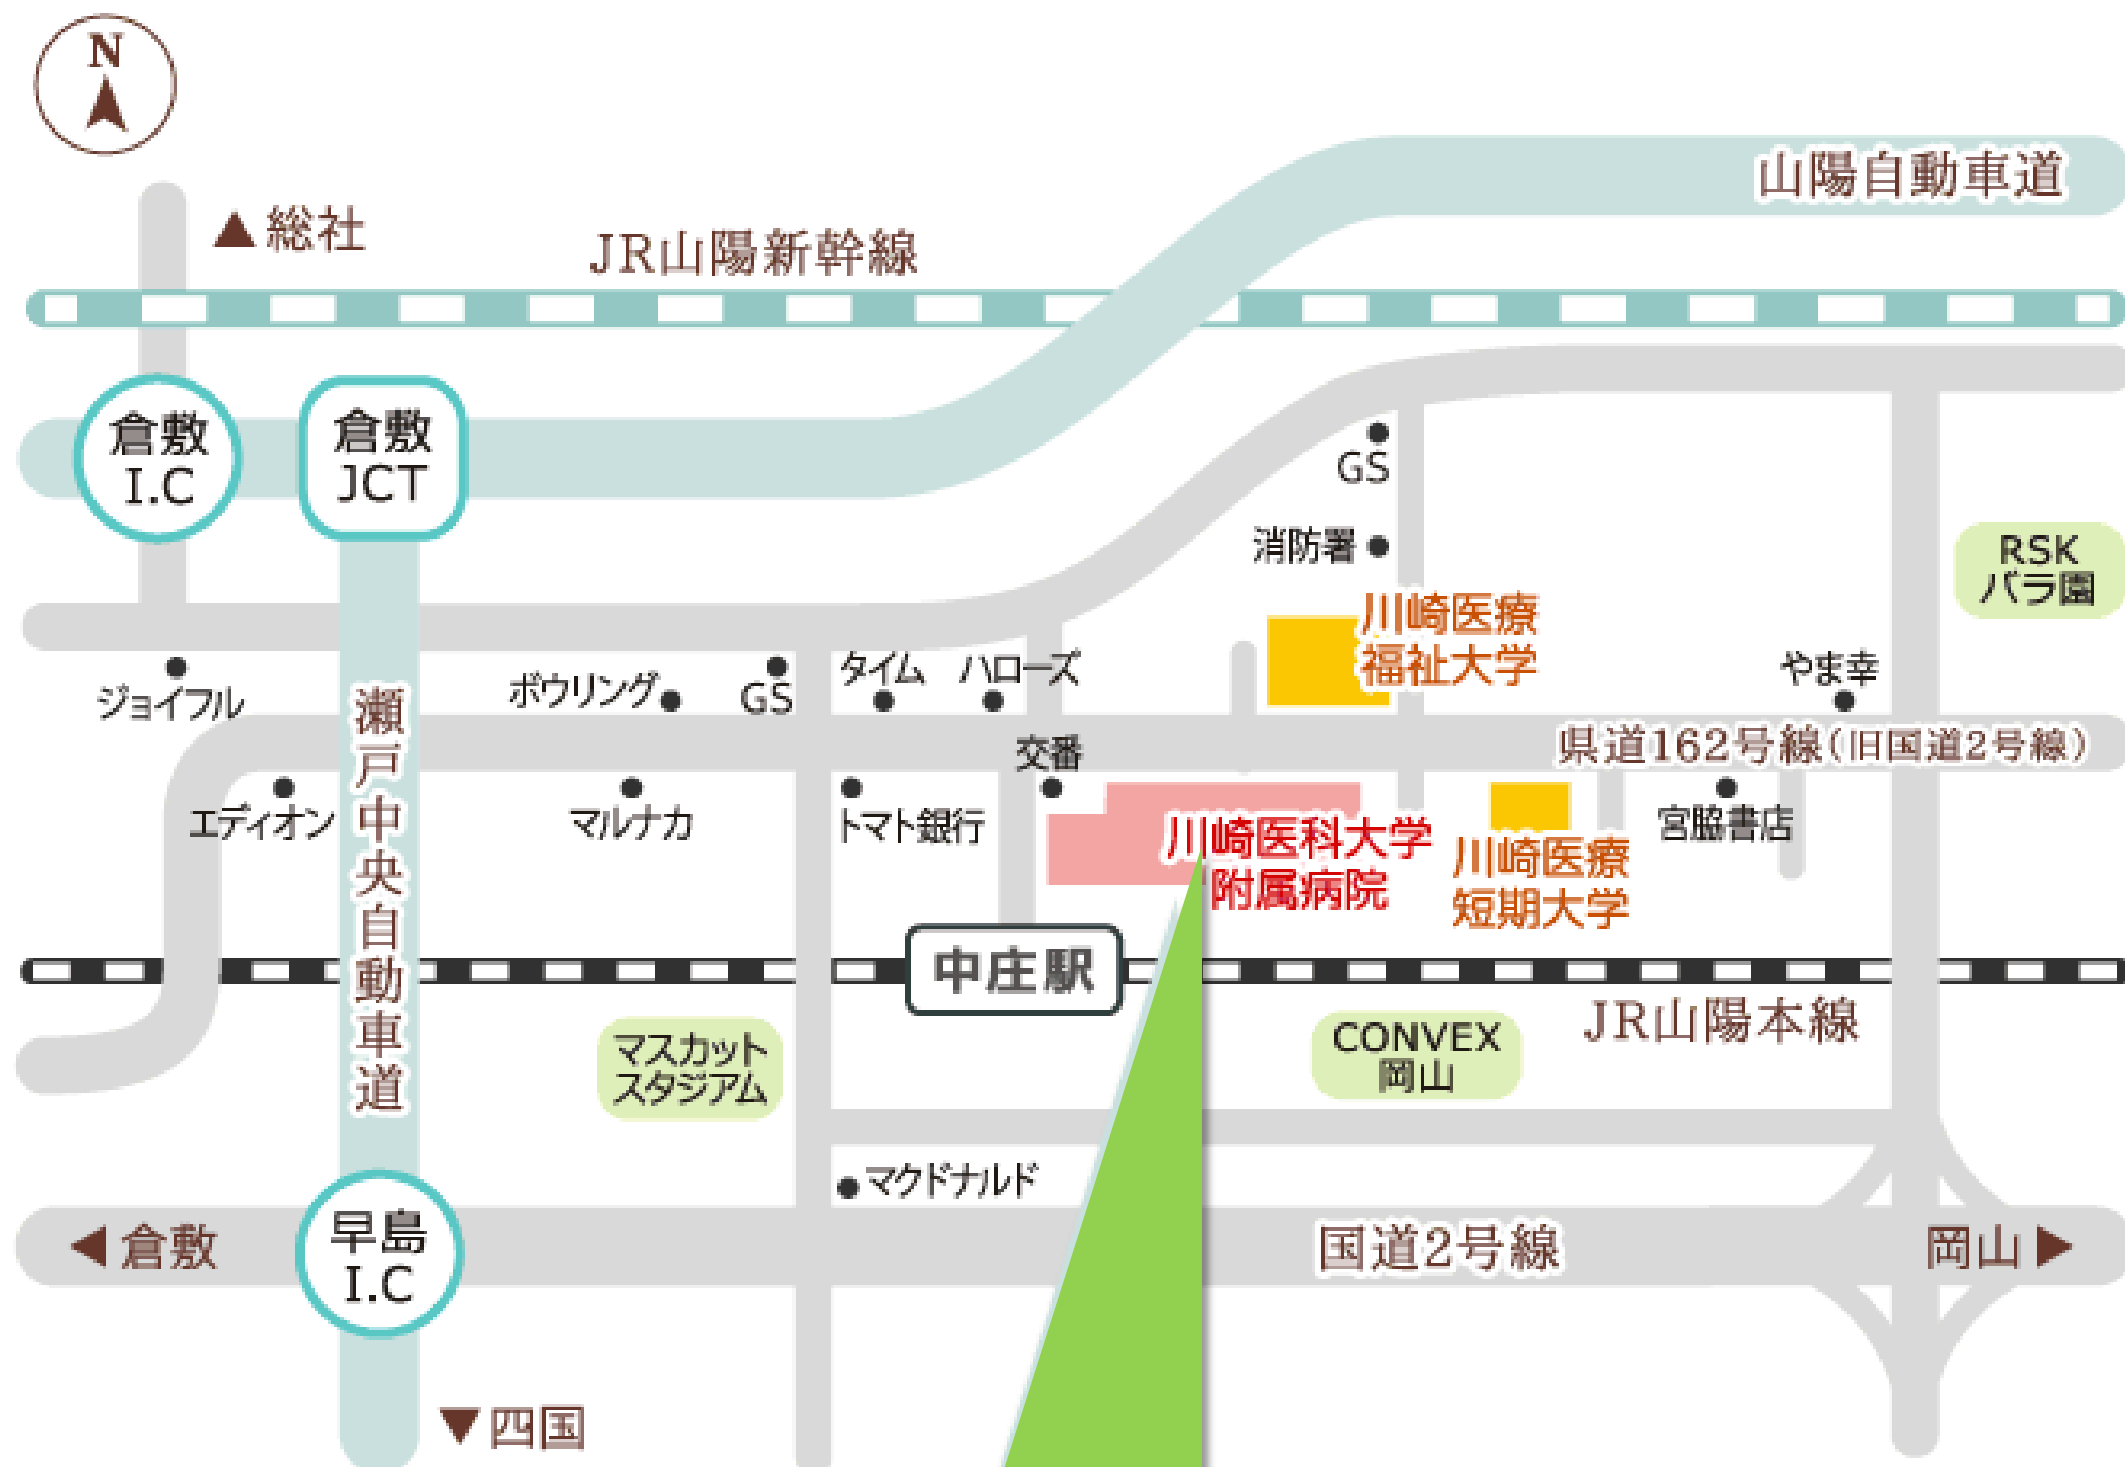 N
山陽自動車道
▲総社
JR山陽新幹線
倉敷
I.C
倉敷
JCT
GS
消防署
RSK
バラ園
川崎医療
福祉大学
ジョイフル
ボウリング
GS
タイム
ハローズ
やま幸
瀬戸中央自動車道
県道162号線(旧国道2号線)
交番
エディオン
マルナカ
トマト銀行
川崎医科大学
附属病院
川崎医療
短期大学
宮脇書店
中庄駅
JR山陽本線
マスカット
スタジアム
CONVEX
岡山
マクドナルド
◀倉敷
早島
I.C
国道2号線
岡山▶
▼四国